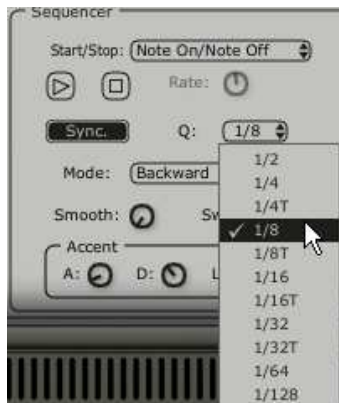 Sequencer
Start/Stop: Note On/Note Off
Rate:
Sync. Q: 1/8
Mode: Backward
Smooth:
Accent
A: D:
1/2
1/4
1/4T
✓ 1/8
1/8T
1/16
1/16T
1/32
1/32T
1/64
1/128